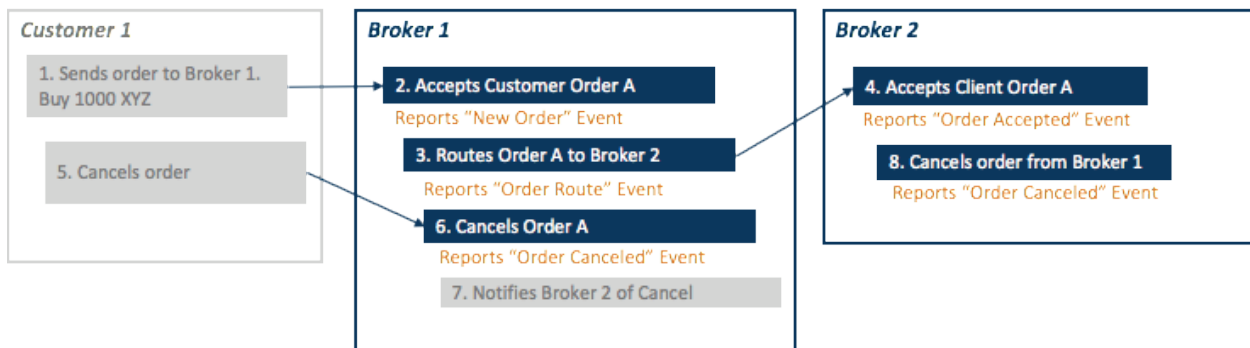 Customer 1
1. Sends order to Broker 1.
Buy 1000 XYZ
5. Cancels order
Broker 1
2. Accepts Customer Order A
Reports "New Order" Event
3. Routes Order A to Broker 2
Reports "Order Route" Event
6. Cancels Order A
Reports "Order Canceled" Event
7. Notifies Broker 2 of Cancel
Broker 2
4. Accepts Client Order A
Reports "Order Accepted" Event
8. Cancels order from Broker 1
Reports "Order Canceled" Event